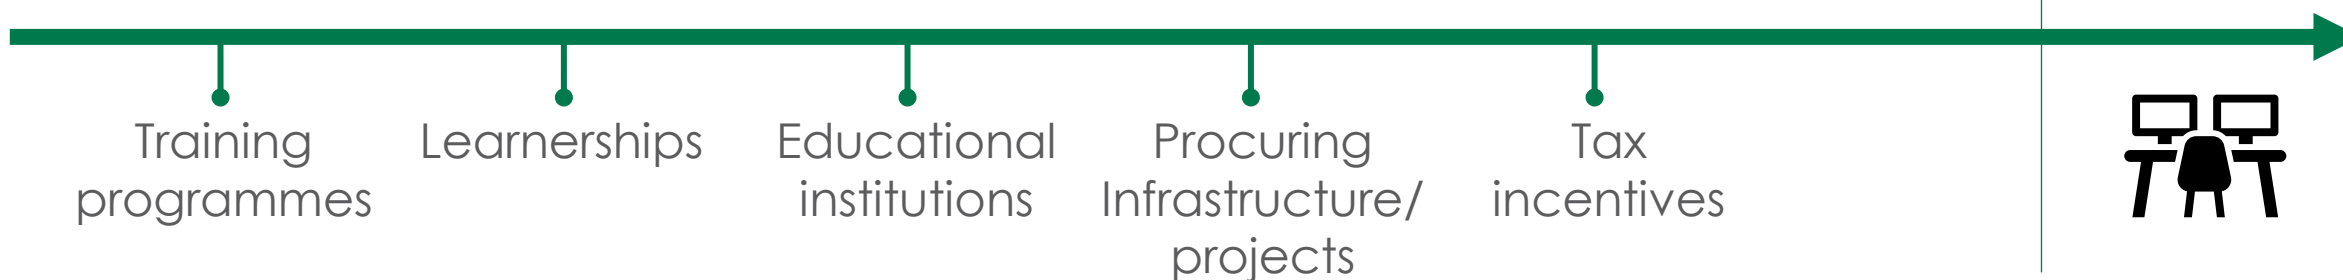 Training
programmes
Learnerships
Educational
institutions
Procuring
Infrastructure/
projects
Tax
incentives